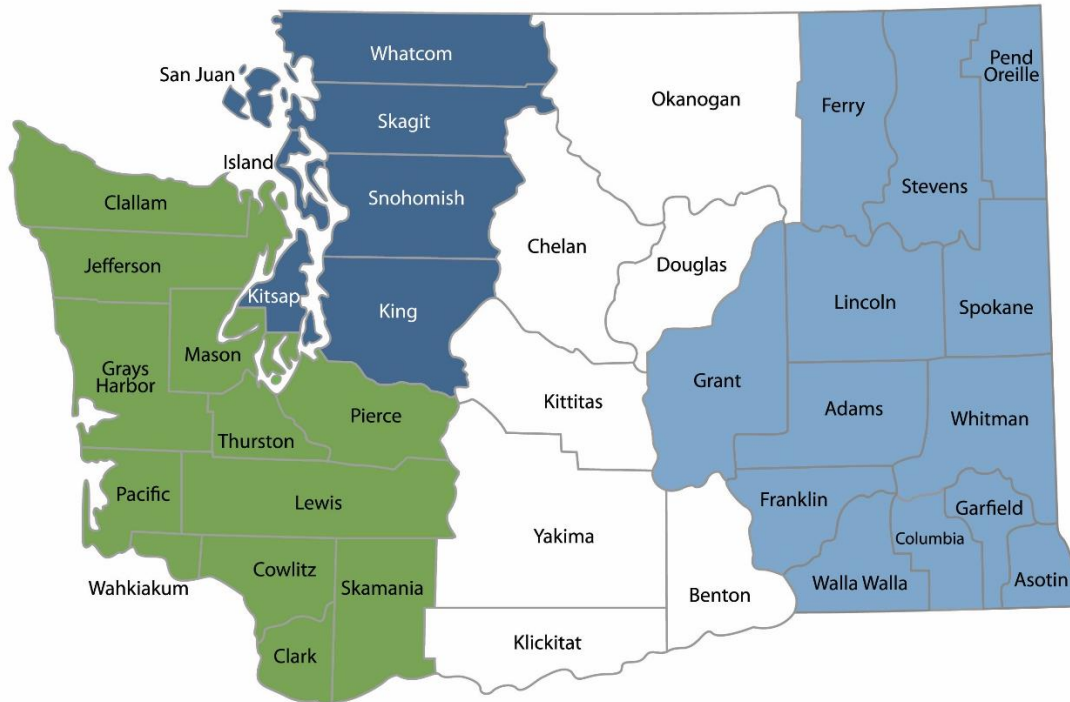 Whatcom
San Juan
Pend
Oreille
Okanogan
Ferry
Skagit
Island
Stevens
Clallam
Snohomish
Chelan
Douglas
Jefferson
Kitsap
King
Lincoln
Spokane
Mason
Grays
Harbor
Grant
Kittitas
Adams
Pierce
Whitman
Thurston
Pacific
Lewis
Franklin
Garfield
Yakima
Columbia
Wahkiakum
Cowlitz
Skamania
Walla Walla
Asotin
Benton
Klickitat
Clark